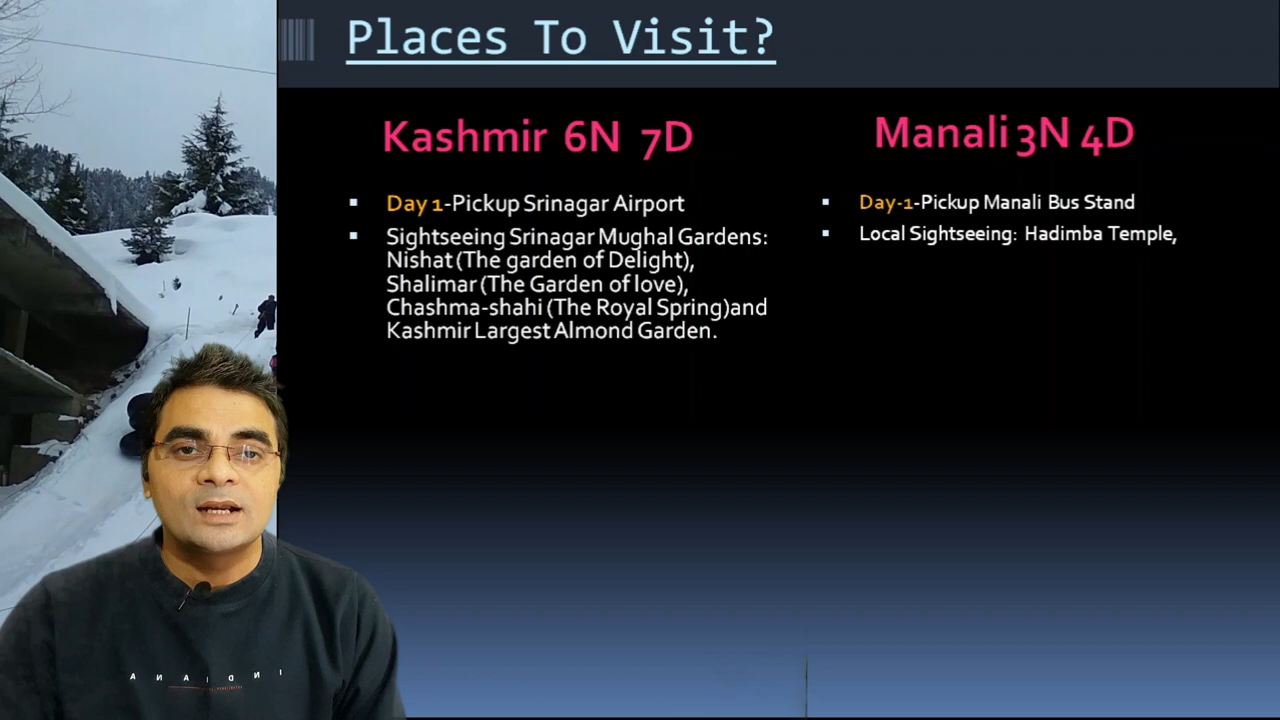 Places To Visit?
Kashmir 6N 7D
Day 1-Pickup Srinagar Airport
Sightseeing Srinagar Mughal Gardens:
Nishat (The garden of Delight),
Shalimar (The Garden of love),
Chashma-shahi (The Royal Spring)and
Kashmir Largest Almond Garden.
Manali 3N 4D
Day-1-Pickup Manali Bus Stand
Local Sightseeing: Hadimba Temple,
INDIANA